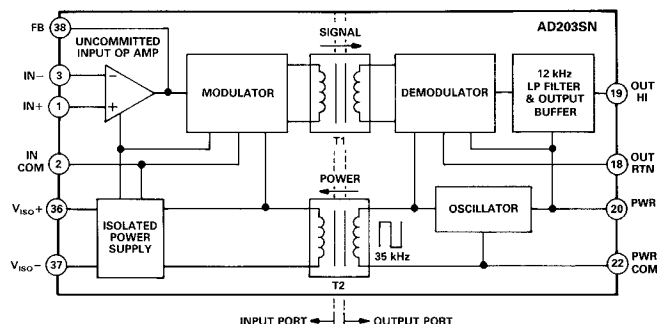 AD203SN
FB
38
UNCOMMITTED
INPUT OP AMP
SIGNAL
IN–
3
–
IN+
1
+
MODULATOR
T1
DEMODULATOR
12 kHz
LP FILTER
& OUTPUT
BUFFER
19
OUT
HI
IN
COM
2
18
OUT
RTN
POWER
VISO+
36
ISOLATED
POWER
SUPPLY
OSCILLATOR
20
PWR
35 kHz
VISO–
37
T2
22
PWR
COM
INPUT PORT
OUTPUT PORT